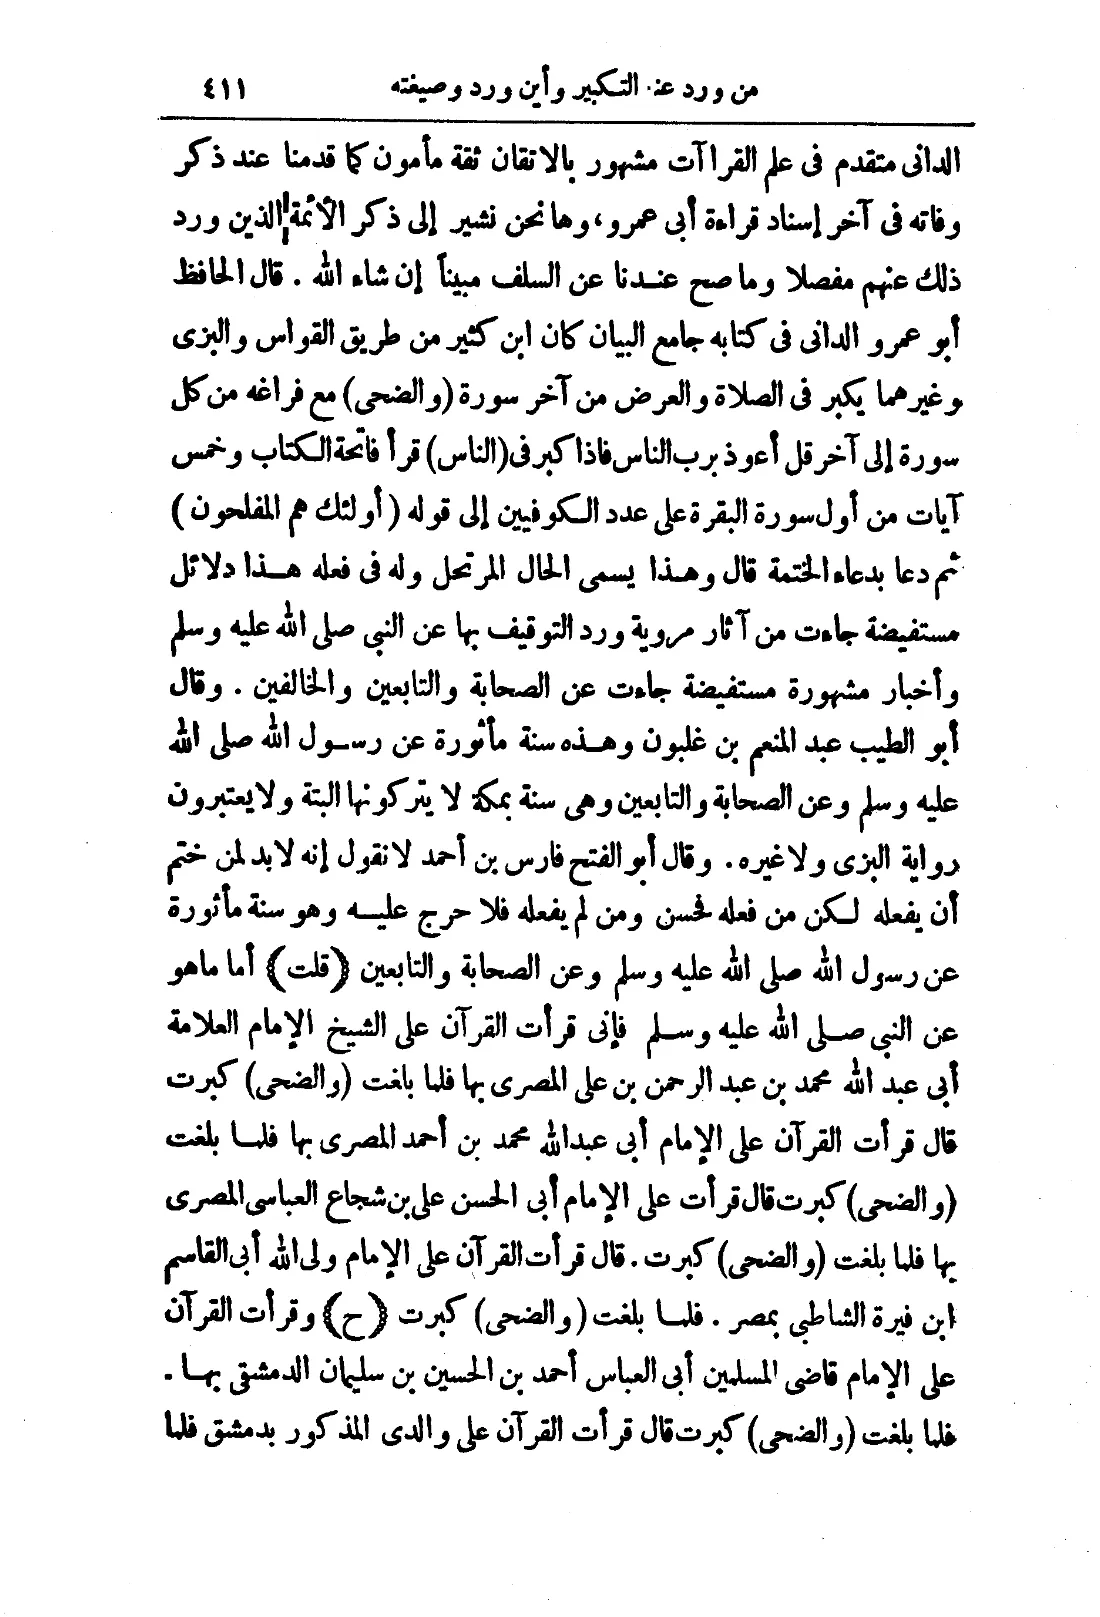 من ورد عنه التكبير وأين ورد وصيغته ٤١١
الدانى متقدم فى علم القراآت مشهور بالاتقان ثقة مأمون كما قدمنا عند ذكر
وفاته فى آخر إسناد قراءة أبى عمرو، وها نحن نشير إلى ذكر الأئمة الذين ورد
ذلك عنهم مفصلا وما صح عندنا عن السلف مبيناً إن شاء الله . قال الحافظ
أبو عمرو الدانى فى كتابه جامع البيان كان ابن كثير من طريق القواس والبزى
وغيرهما يكبر فى الصلاة والعرض من آخر سورة (والضحى) مع فراغه من كل
سورة إلى آخر قل أعوذ برب الناس فاذا كبر فى (الناس) قرأ فاتحة الكتاب وخمس
آيات من أول سورة البقرة على عدد الكوفيين إلى قوله (أولئك هم المفلحون)
ثم دعا بدعاء الختمة قال وهذا يسمى الحال المرتحل وله فى فعله هذا دلائل
مستفيضة جاءت من آثار مروية ورد التوقيف بها عن النبى صلى الله عليه وسلم
وأخبار مشهورة مستفيضة جاءت عن الصحابة والتابعين والخالفين . وقال
أبو الطيب عبد المنعم بن غلبون وهذه سنة مأثورة عن رسول الله صلى الله
عليه وسلم وعن الصحابة والتابعين وهى سنة بمكة لا يتركونها البتة ولا يعتبرون
رواية البزى ولا غيره . وقال أبو الفتح فارس بن أحمد لا نقول إنه لا بد لمن ختم
أن يفعله لكن من فعله فحسن ومن لم يفعله فلا حرج عليه وهو سنة مأثورة
عن رسول الله صلى الله عليه وسلم وعن الصحابة والتابعين (قلت) أما ما هو
عن النبى صلى الله عليه وسلم فإنى قرأت القرآن على الشيخ الإمام العلامة
أبى عبد الله محمد بن عبد الرحمن بن على المصرى بها فلما بلغت (والضحى) كبرت
قال قرأت القرآن على الإمام أبى عبدالله محمد بن أحمد المصرى بها فلما بلغت
(والضحى) كبرت قال قرأت على الإمام أبى الحسن على بن شجاع العباسى المصرى
بها فلما بلغت (والضحى) كبرت . قال قرأت القرآن على الإمام ولى الله أبى القاسم
ابن فيرة الشاطبى بمصر . فلما بلغت (والضحى) كبرت (ح) وقرأت القرآن
على الإمام قاضى المسلمين أبى العباس أحمد بن الحسين بن سليمان الدمشقى بها .
فلما بلغت (والضحى) كبرت قال قرأت القرآن على والدى المذكور بدمشق فلما